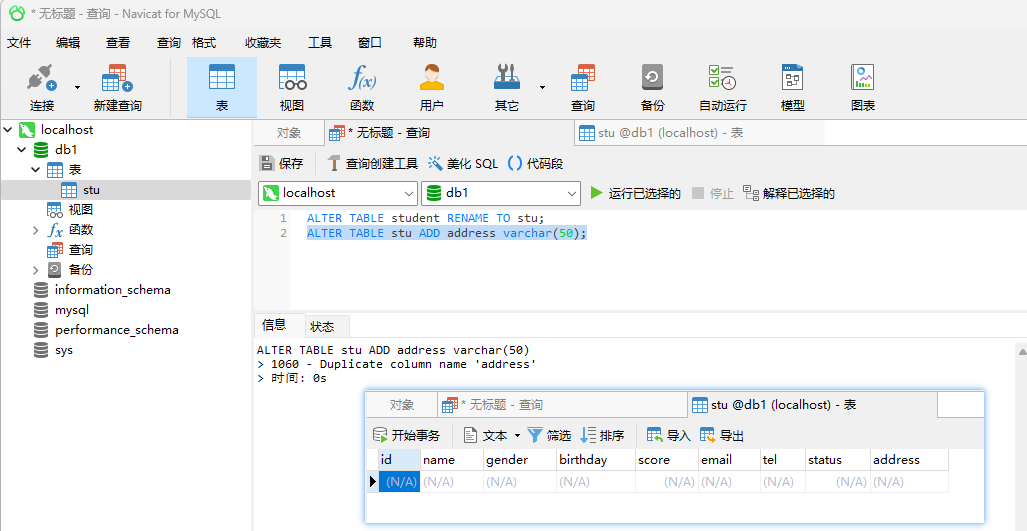 * 无标题 - 查询 - Navicat for MySQL
文件 编辑 查看 查询 格式 收藏夹 工具 窗口 帮助
连接 新建查询 表 视图 函数 用户 其它 查询 备份 自动运行 模型 图表
localhost
db1
表
stu
视图
函数
查询
备份
information_schema
mysql
performance_schema
sys
对象 * 无标题 - 查询 stu @db1 (localhost) - 表
保存 查询创建工具 美化 SQL 代码段
localhost db1 运行已选择的 停止 解释已选择的
1 ALTER TABLE student RENAME TO stu;
2 ALTER TABLE stu ADD address varchar(50);
信息 状态
ALTER TABLE stu ADD address varchar(50)
> 1060 - Duplicate column name 'address'
> 时间: 0s
对象 * 无标题 - 查询 stu @db1 (localhost) - 表
开始事务 文本 筛选 排序 导入 导出
id name gender birthday score email tel status address
(N/A) (N/A) (N/A) (N/A) (N/A) (N/A) (N/A) (N/A) (N/A)